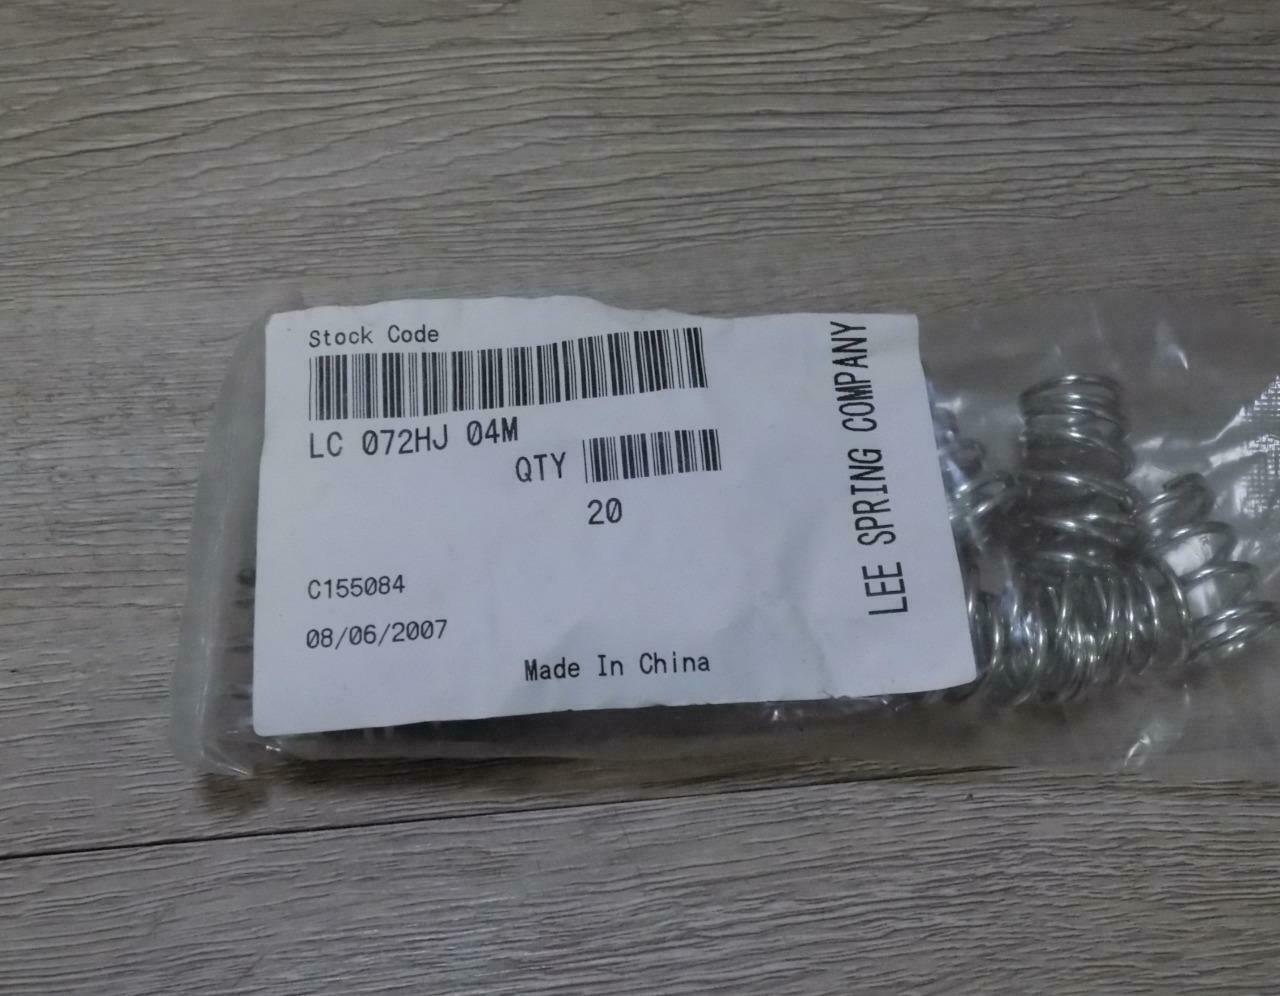 Stock Code
LC 072HJ 04M
QTY
20
C155084
08/06/2007
Made In China
LEE SPRING COMPANY